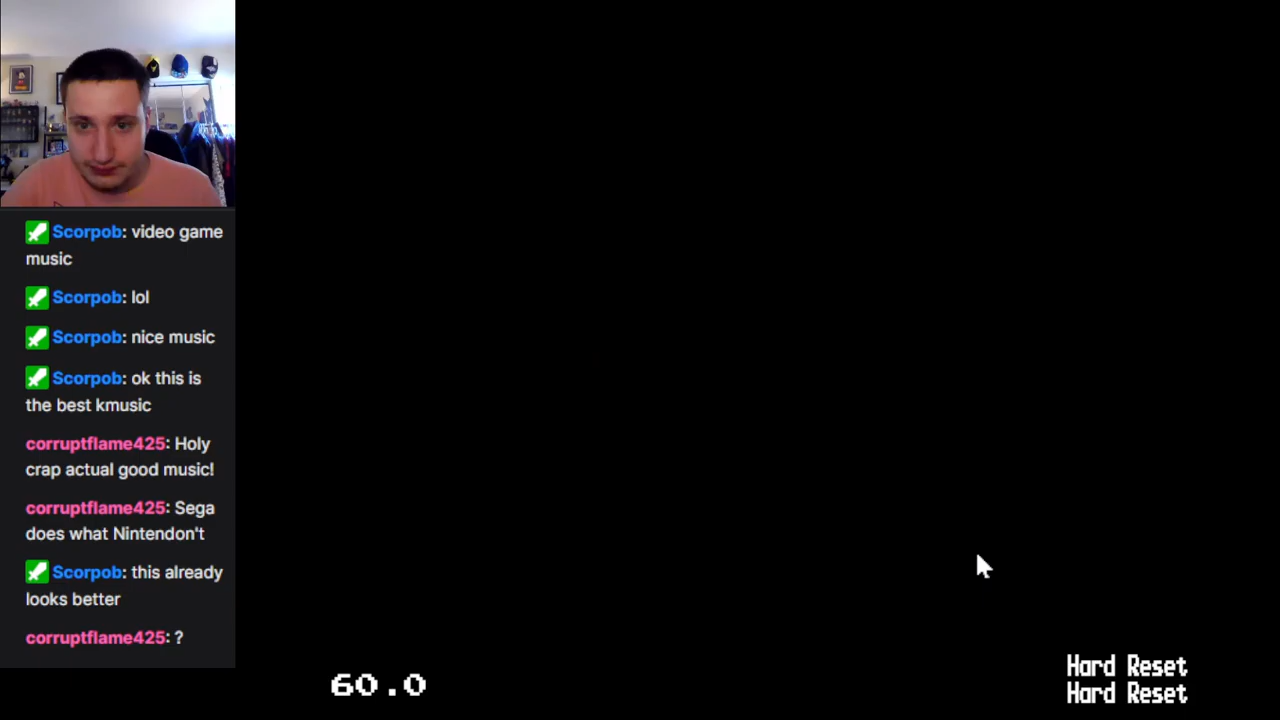 Scorpob: video game
music
Scorpob: lol
Scorpob: nice music
Scorpob: ok this is
the best kmusic
corruptflame425: Holy
crap actual good music!
corruptflame425: Sega
does what Nintendon't
Scorpob: this already
looks better
corruptflame425: ?
60.0
Hard Reset
Hard Reset